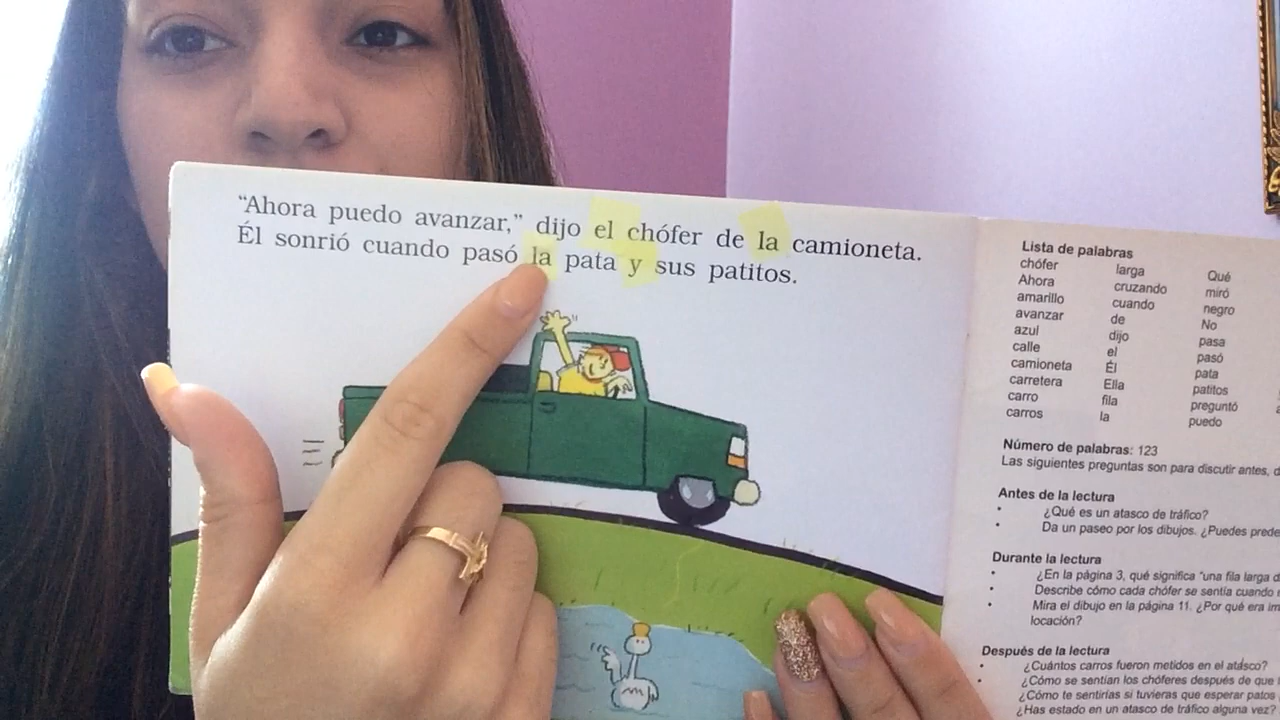 “Ahora puedo avanzar,” dijo el chófer de la camioneta.
Él sonrió cuando pasó la pata y sus patitos.
Lista de palabras
chófer larga Qué
Ahora cruzando miró
amarillo cuando negro
avanzar de No
azul dijo pasa
calle el pasó
camioneta Él pata
carretera Ella patitos
carro fila preguntó
carros la puedo
Número de palabras: 123
Las siguientes preguntas son para discutir antes,
Antes de la lectura
• ¿Qué es un atasco de tráfico?
• Da un paseo por los dibujos. ¿Puedes
Durante la lectura
• ¿En la página 3, qué significa “una fila larga
• Describe cómo cada chófer se sentía cuando
• Mira el dibujo en la página 11. ¿Por qué era
locación?
Después de la lectura
• ¿Cuántos carros fueron metidos en el atasco?
• ¿Cómo se sentían los chóferes después de que
• ¿Cómo te sentirías si tuvieras que esperar patos
• ¿Has estado en un atasco de tráfico alguna vez?